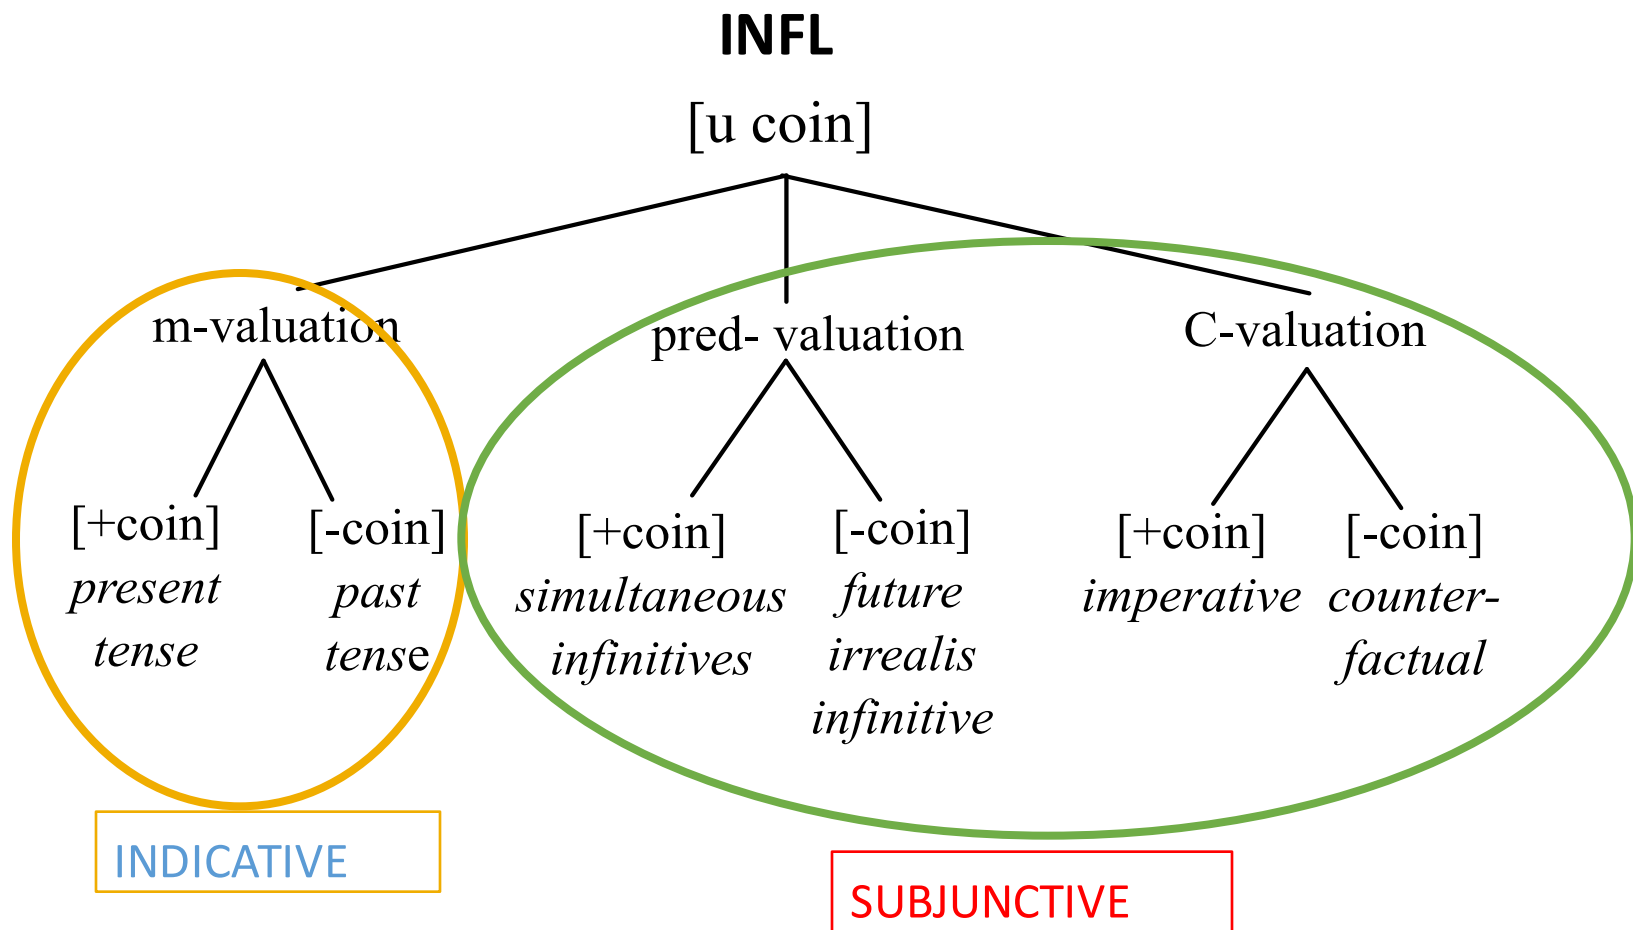 INFL
[u coin]
m-valuation
pred- valuation
C-valuation
[+coin]
present
tense
[-coin]
past
tense
[+coin]
simultaneous
infinitives
[-coin]
future
irrealis
infinitive
[+coin]
imperative
[-coin]
counter-
factual
INDICATIVE
SUBJUNCTIVE